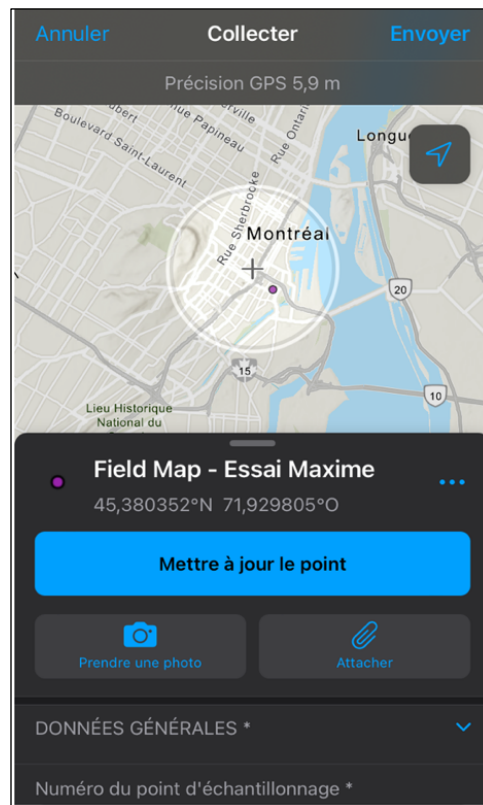 Annuler Collecter Envoyer
Précision GPS 5,9 m
Boulevard Saint-Laurent
Rue Papineau
Rue Ontario
Longu
Rue Sherbrooke
Montréal
20
15
10
Lieu Historique
National du
Field Map - Essai Maxime
45,380352°N 71,929805°O
Mettre à jour le point
Prendre une photo Attacher
DONNÉES GÉNÉRALES *
Numéro du point d'échantillonnage *